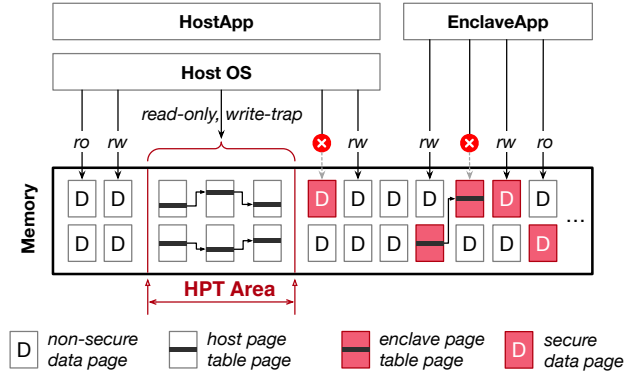 HostApp
EnclaveApp
Host OS
read-only, write-trap
ro rw rw rw rw ro
Memory
D D D D D D D D D
D D D D D D D D
...
HPT Area
D non-secure data page
host page table page
enclave page table page
D secure data page